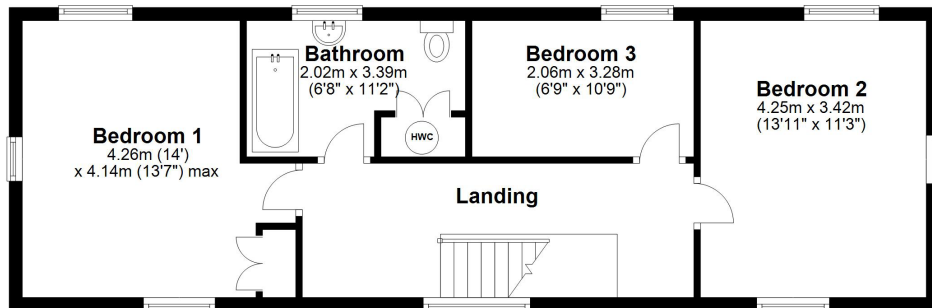 Bathroom
2.02m x 3.39m
(6'8" x 11'2")
Bedroom 3
2.06m x 3.28m
(6'9" x 10'9")
Bedroom 2
4.25m x 3.42m
(13'11" x 11'3")
Bedroom 1
4.26m (14')
x 4.14m (13'7") max
HWC
Landing